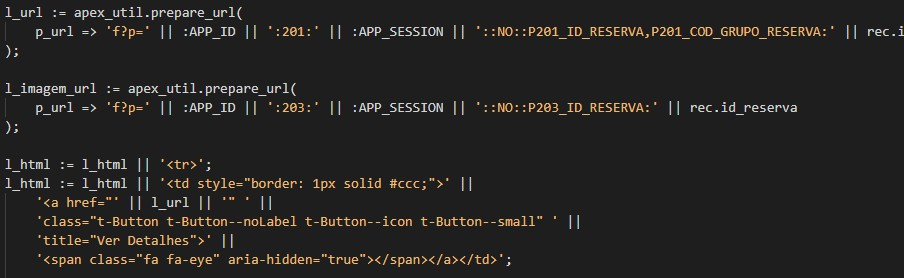 l_url := apex_util.prepare_url(
    p_url => 'f?p=' || :APP_ID || ':201:' || :APP_SESSION || '::NO::P201_ID_RESERVA,P201_COD_GRUPO_RESERVA:' || rec.i
);

l_imagem_url := apex_util.prepare_url(
    p_url => 'f?p=' || :APP_ID || ':203:' || :APP_SESSION || '::NO::P203_ID_RESERVA:' || rec.id_reserva
);

l_html := l_html || '<tr>';
l_html := l_html || '<td style="border: 1px solid #ccc;">' ||
    '<a href="' || l_url || '" ' ||
    'class="t-Button t-Button--noLabel t-Button--icon t-Button--small" ' ||
    'title="Ver Detalhes">' ||
    '<span class="fa fa-eye" aria-hidden="true"></span></a></td>';